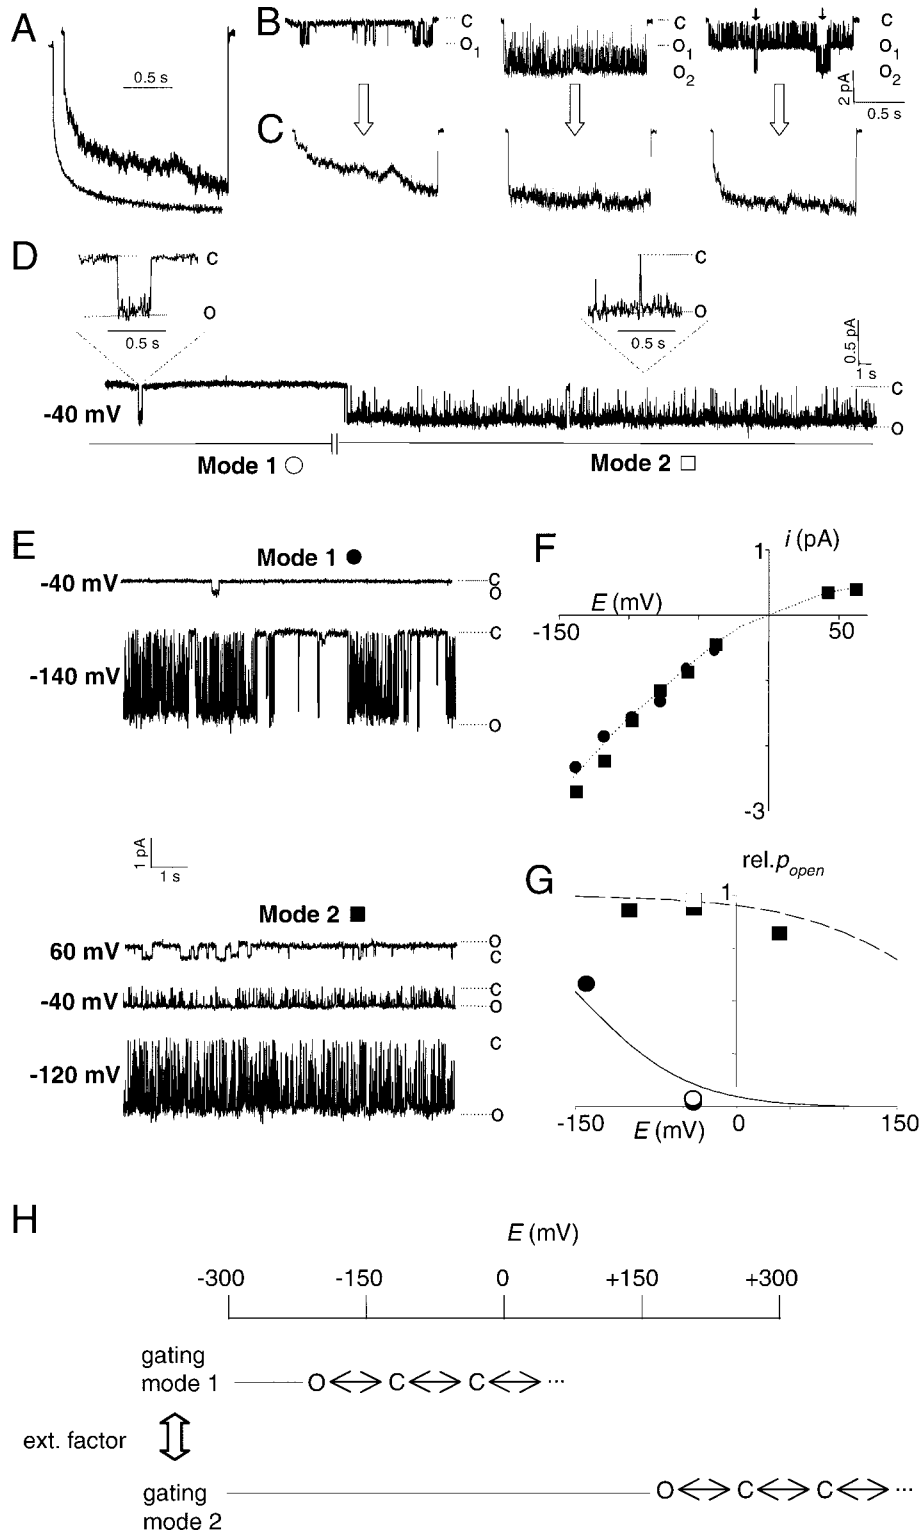 A
0.5 s
B
C
O1
C
O1
O2
C
O1
O2
2 pA
0.5 s
C
D
C
O
0.5 s
C
O
0.5 s
0.5 pA
1 s
-40 mV
C
O
Mode 1 ○
Mode 2 □
E
Mode 1 ●
-40 mV
C
O
-140 mV
C
O
1 pA
1 s
Mode 2 ■
60 mV
O
C
-40 mV
C
O
-120 mV
C
O
F
1
i (pA)
E (mV)
-150
50
-3
G
rel.popen
1
-150
E (mV)
0
150
H
E (mV)
-300
-150
0
+150
+300
gating
mode 1
O C C ...
ext. factor
gating
mode 2
O C C ...